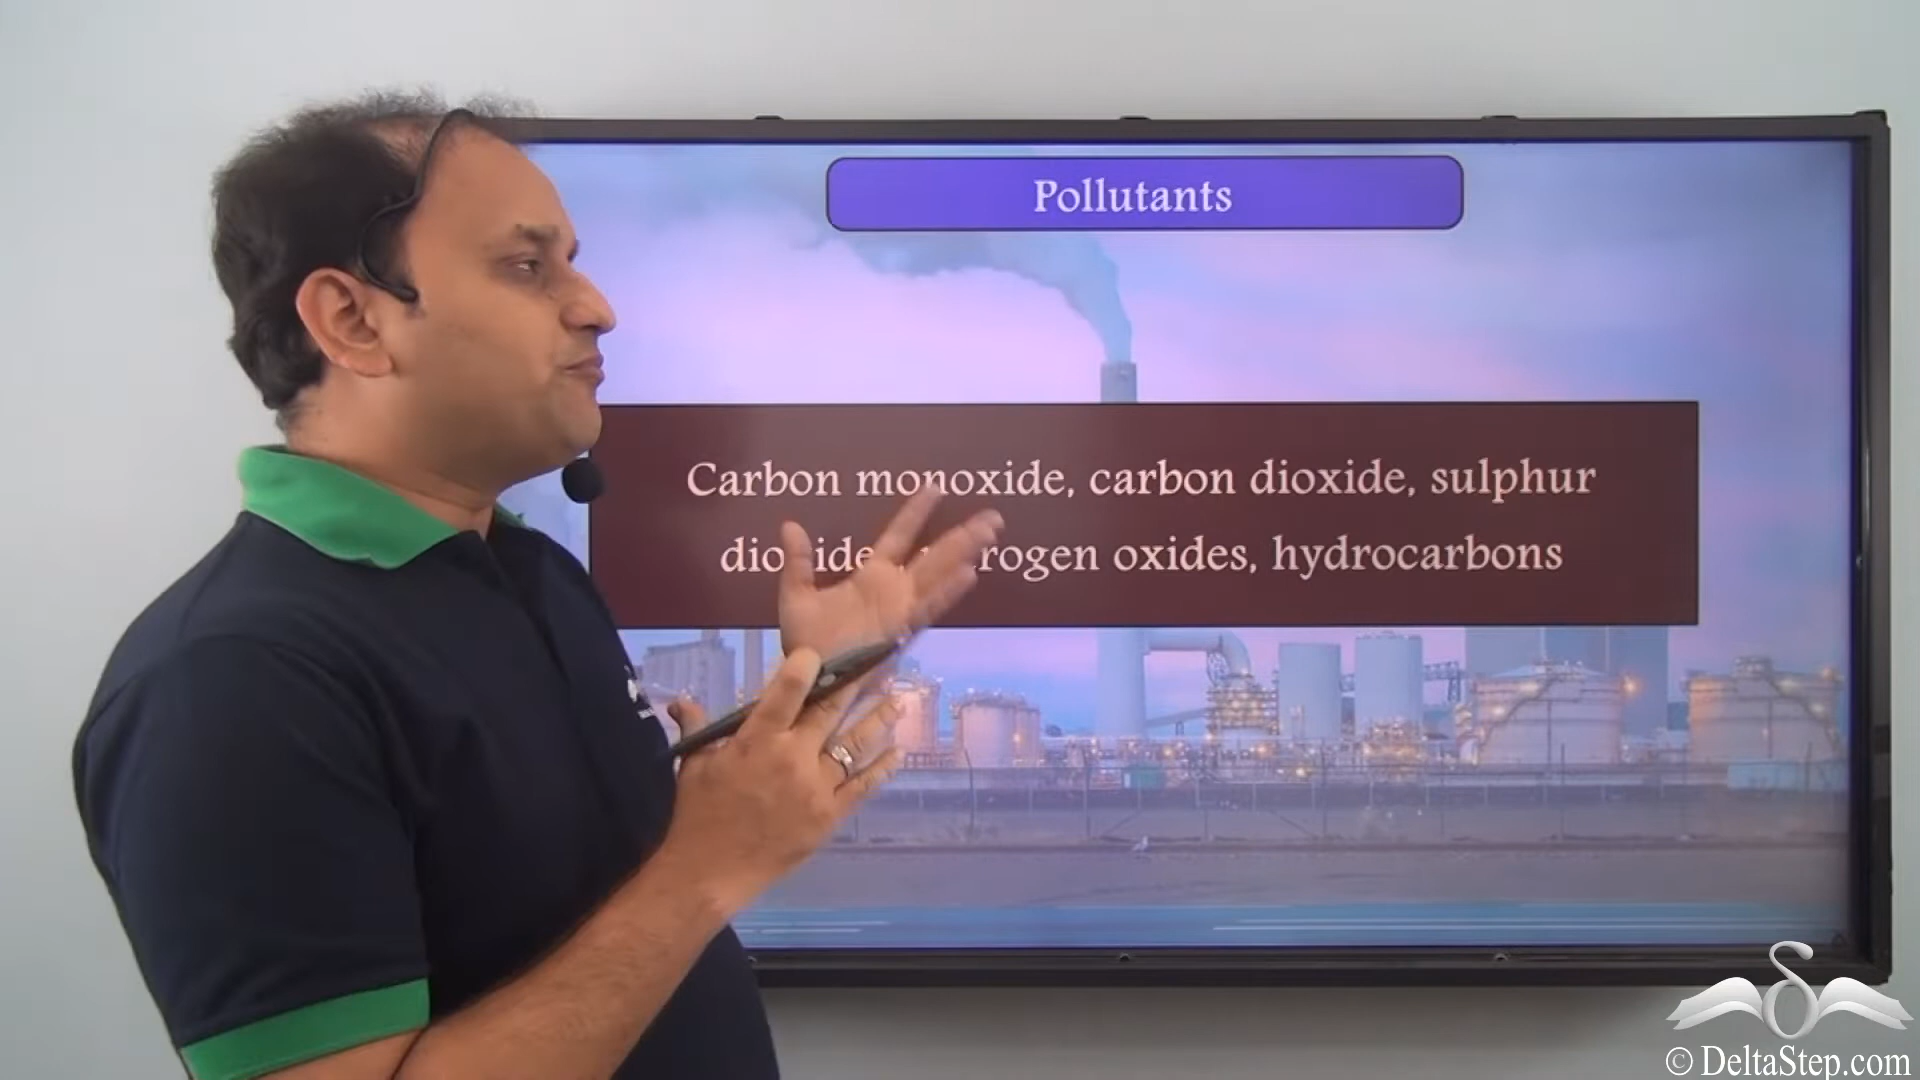 Pollutants
Carbon monoxide, carbon dioxide, sulphur
oxides, hydrocarbons
© DeltaStep.com